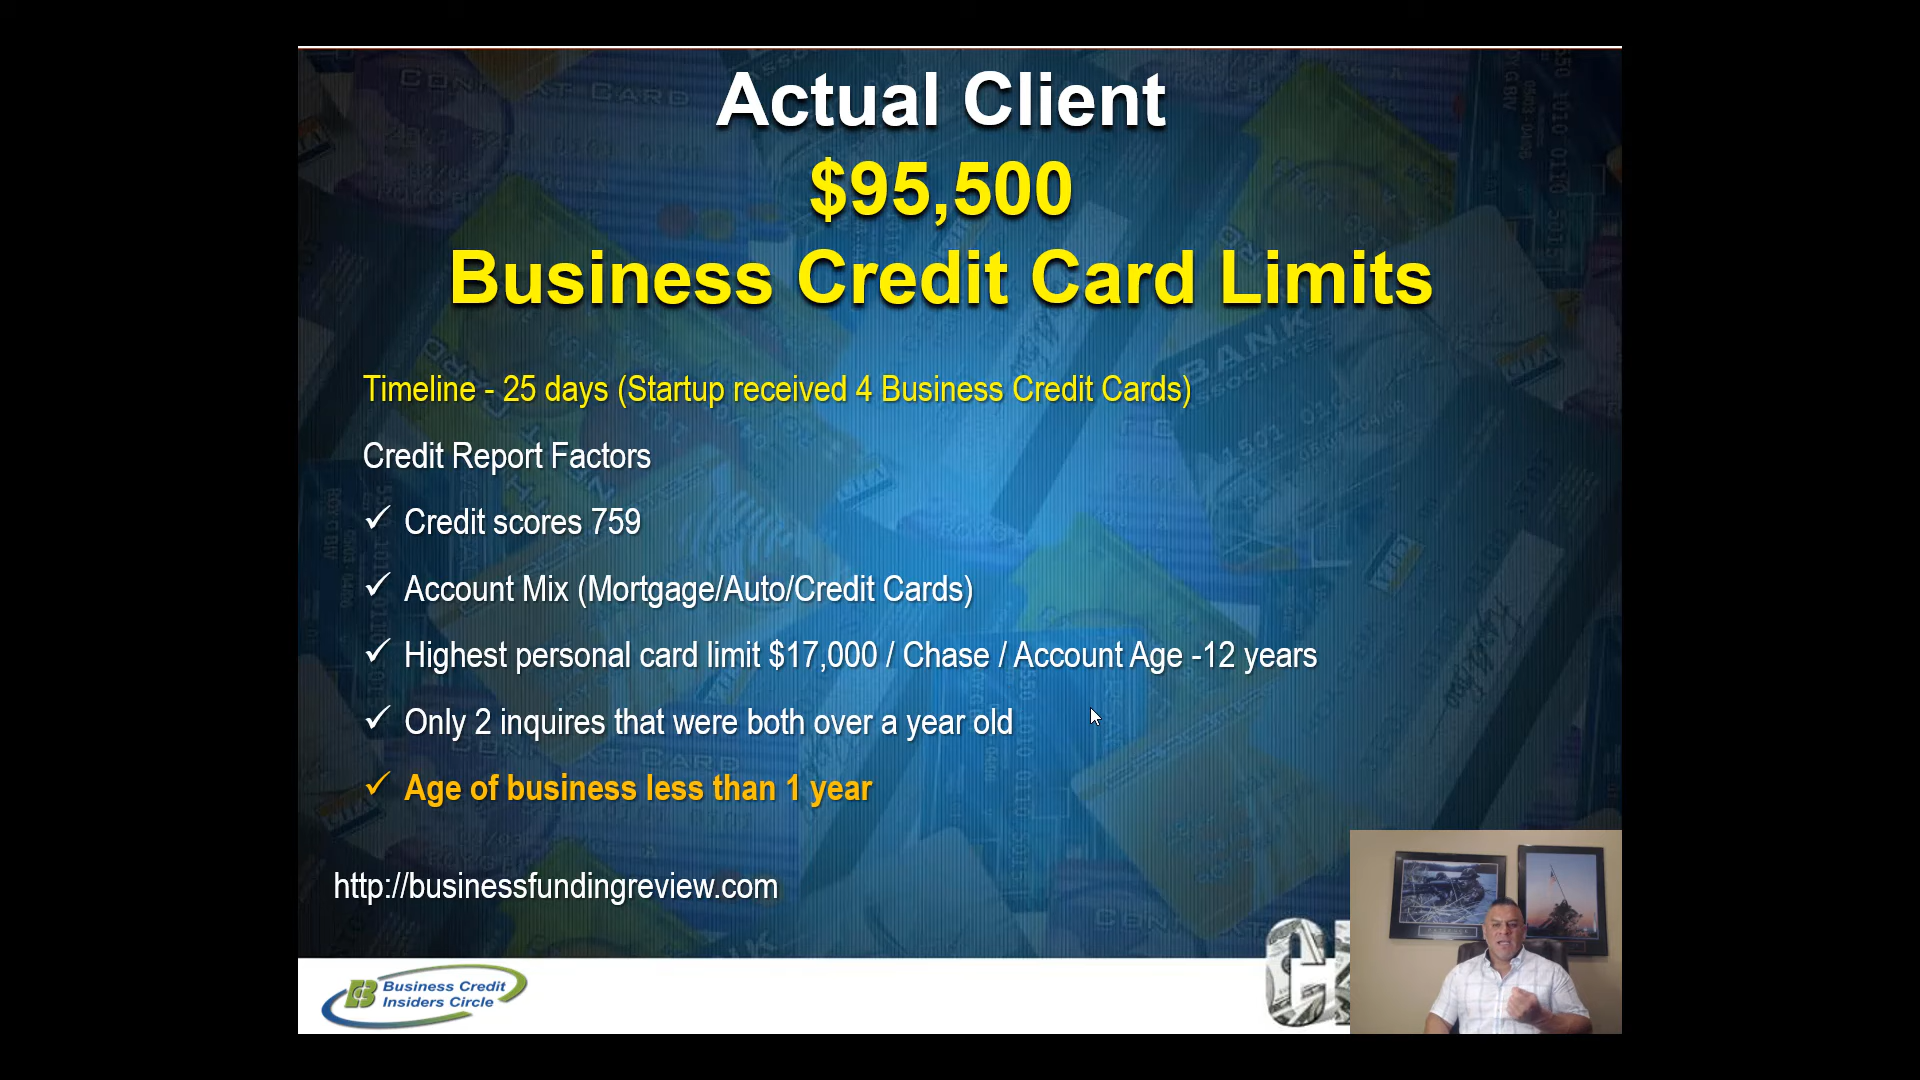 Actual Client
$95,500
Business Credit Card Limits
Timeline - 25 days (Startup received 4 Business Credit Cards)
Credit Report Factors
✓ Credit scores 759
✓ Account Mix (Mortgage/Auto/Credit Cards)
✓ Highest personal card limit $17,000 / Chase / Account Age -12 years
✓ Only 2 inquires that were both over a year old
✓ Age of business less than 1 year
http://businessfundingreview.com
Business Credit
Insiders Circle